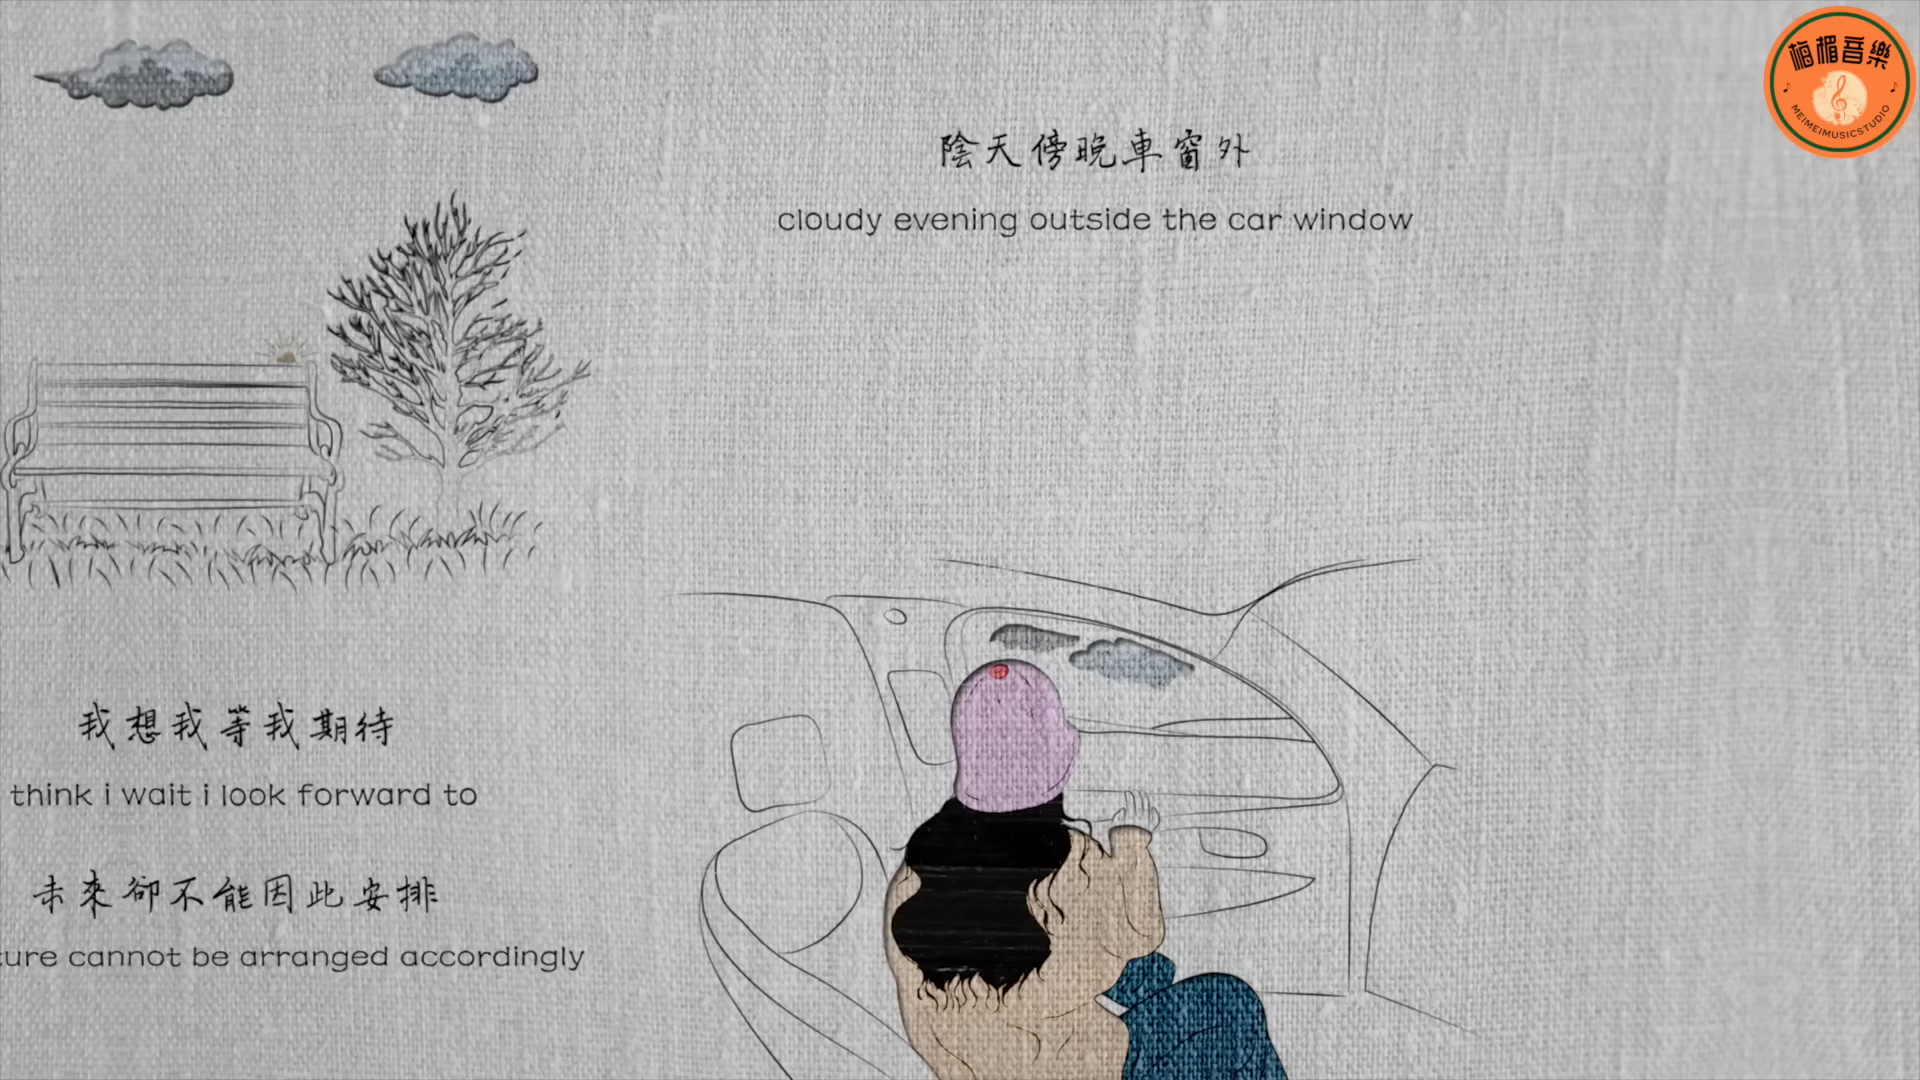 梅楣音樂
MEIMEIMUSICSTUDIO
陰天傍晚車窗外
cloudy evening outside the car window
我想我等我期待
think i wait i look forward to
未來卻不能因此安排
cannot be arranged accordingly